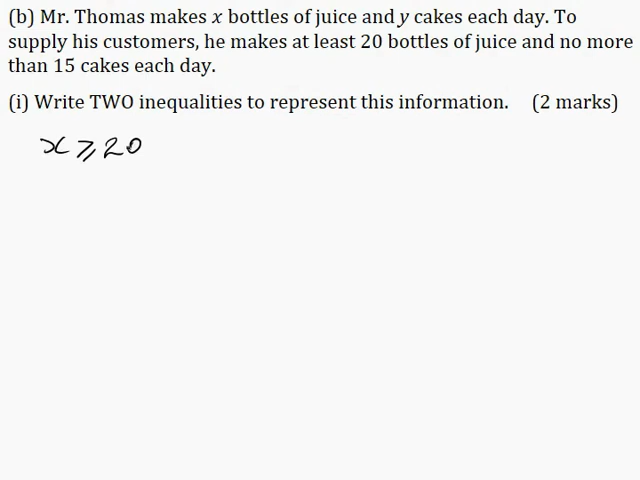 (b) Mr. Thomas makes x bottles of juice and y cakes each day. To
supply his customers, he makes at least 20 bottles of juice and no more
than 15 cakes each day.
(i) Write TWO inequalities to represent this information. (2 marks)
x ⩾ 20